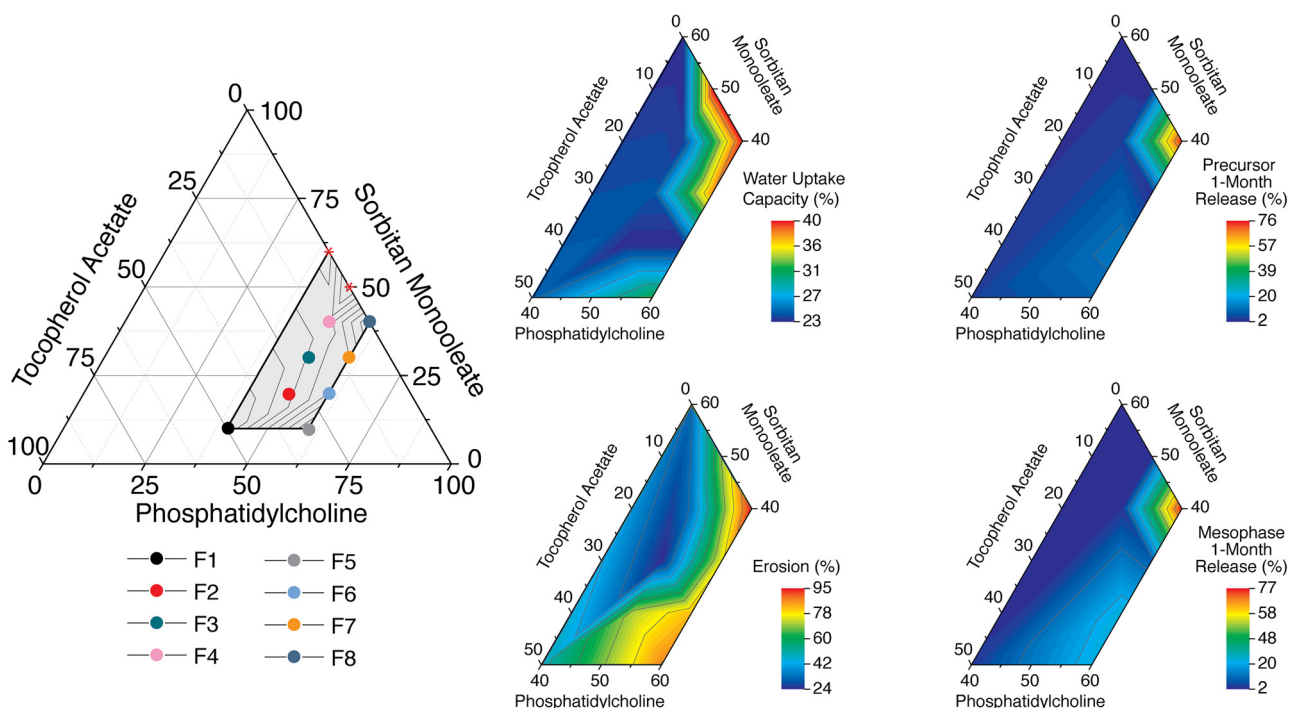 0
100
25
75
Tocopherol Acetate
Sorbitan Monooleate
50
50
75
25
100
0
0
25
50
75
100
Phosphatidylcholine
F1
F5
F2
F6
F3
F7
F4
F8
0
60
Sorbitan
Monooleate
10
50
Tocopherol Acetate
20
40
30
Water Uptake
Capacity (%)
40
36
31
27
23
40
50
40
50
60
Phosphatidylcholine
0
60
Sorbitan
Monooleate
10
50
Tocopherol Acetate
20
40
30
Precursor
1-Month
Release (%)
76
57
39
20
2
40
50
40
50
60
Phosphatidylcholine
0
60
Sorbitan
Monooleate
10
50
Tocopherol Acetate
20
40
30
Erosion (%)
95
78
60
42
24
40
50
40
50
60
Phosphatidylcholine
0
60
Sorbitan
Monooleate
10
50
Tocopherol Acetate
20
40
30
Mesophase
1-Month
Release (%)
77
58
48
20
2
40
50
40
50
60
Phosphatidylcholine